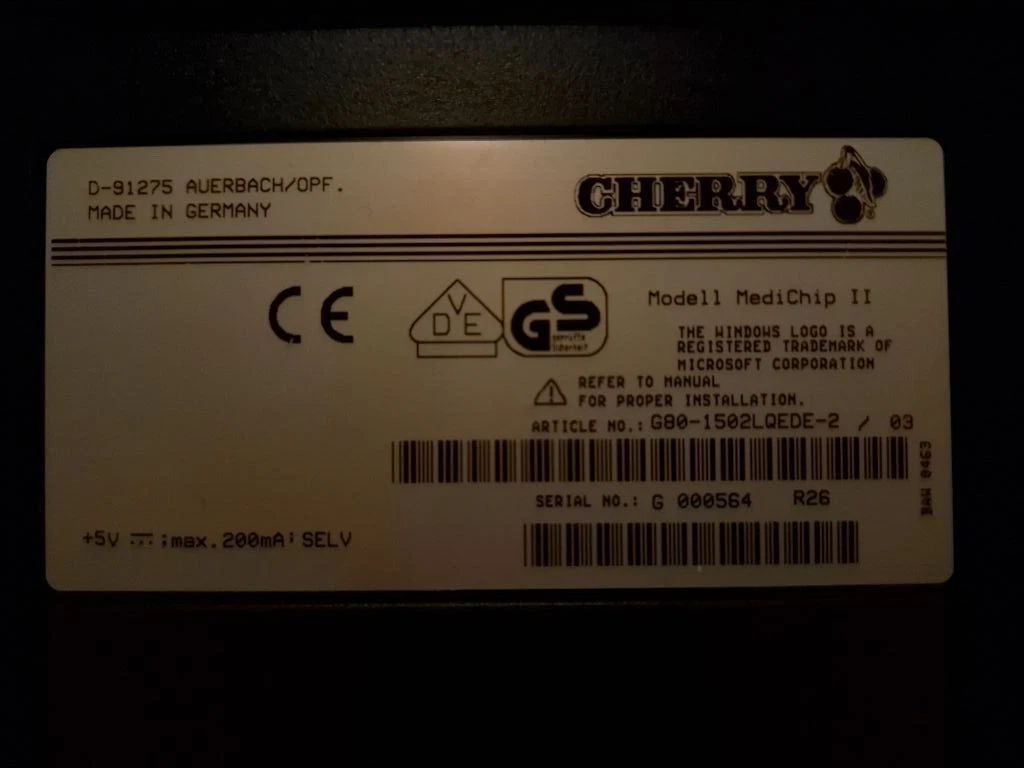 D-91275 AUERBACH/OPF.
MADE IN GERMANY
CHERRY
®
CE
VDE
GS
geprüfte
Sicherheit
Modell MediChip II
THE WINDOWS LOGO IS A
REGISTERED TRADEMARK OF
MICROSOFT CORPORATION
REFER TO MANUAL
FOR PROPER INSTALLATION.
ARTICLE NO.: G80-1502LQEDE-2 / 03
SERIAL NO.: G 000564 R26
BAW 0463
+5V ⎓ ; max. 200mA; SELV